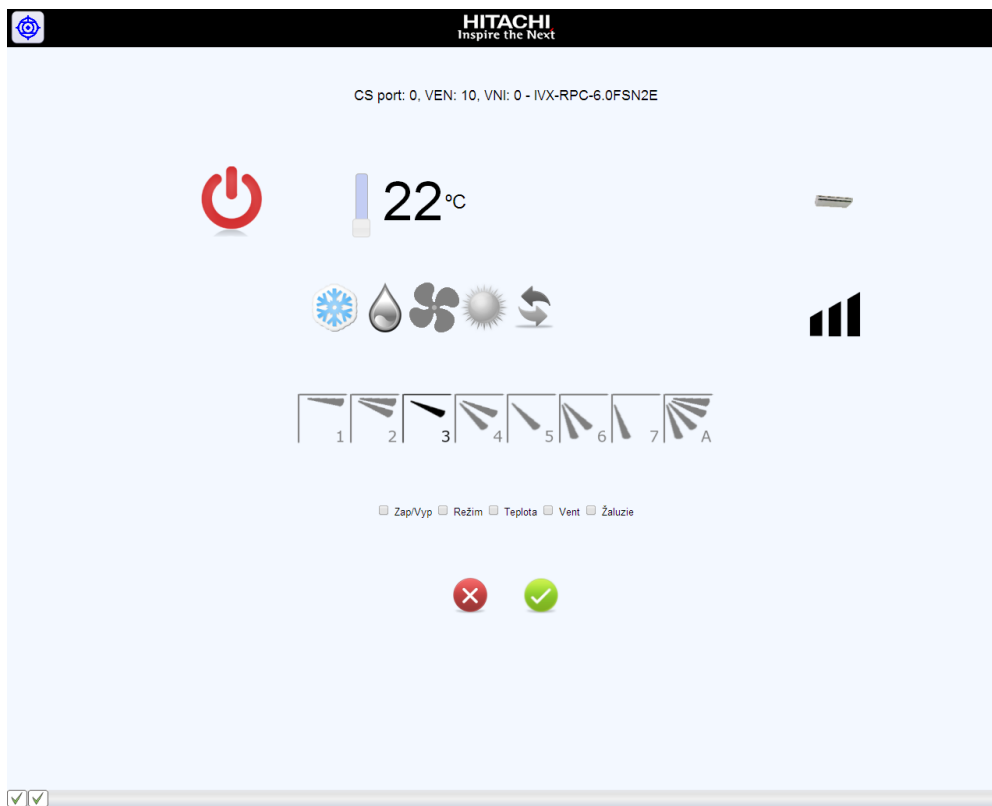 HITACHI
Inspire the Next
CS port: 0, VEN: 10, VNI: 0 - IVX-RPC-6.0FSN2E
22 °C
1 2 3 4 5 6 7 A
Zap/Vyp Režim Teplota Vent Žaluzie